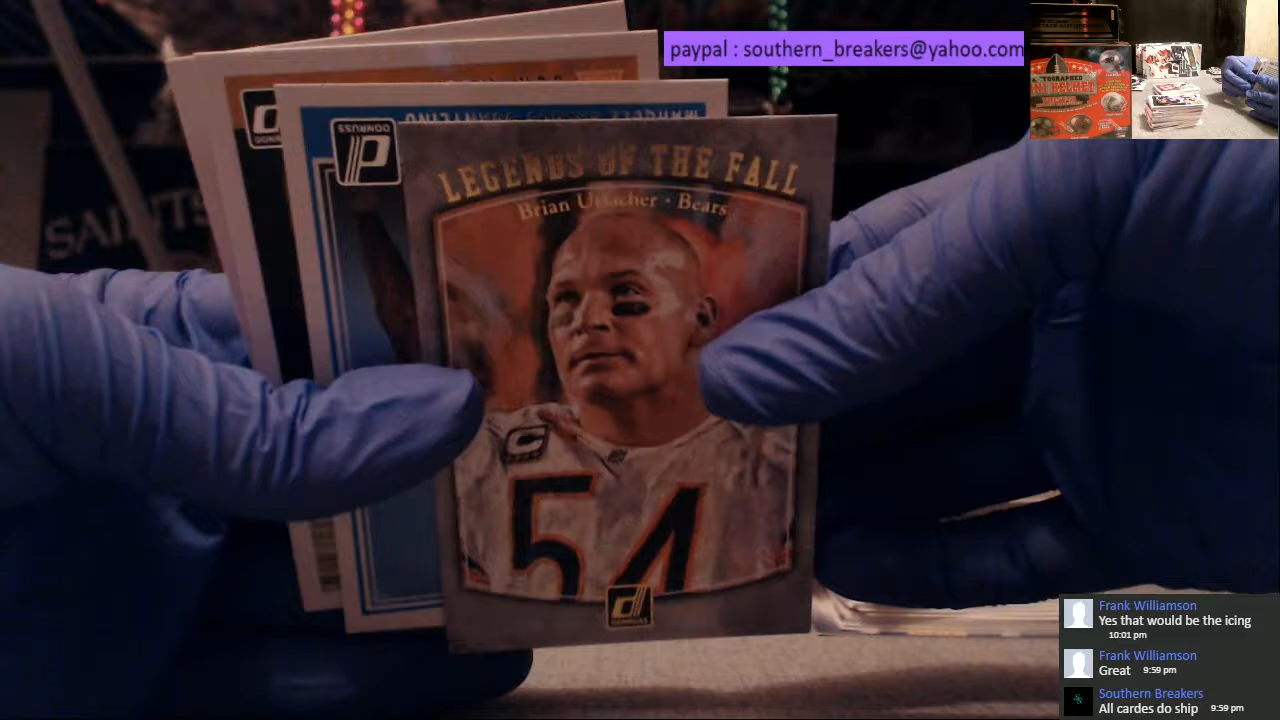 paypal : southern_breakers@yahoo.com
SAINTS
DONRUSS
LEGENDS OF THE FALL
Brian Urlacher · Bears
C
54
DONRUSS
Frank Williamson
Yes that would be the icing
10:01 pm
Frank Williamson
Great 9:59 pm
Southern Breakers
All cardes do ship 9:59 pm